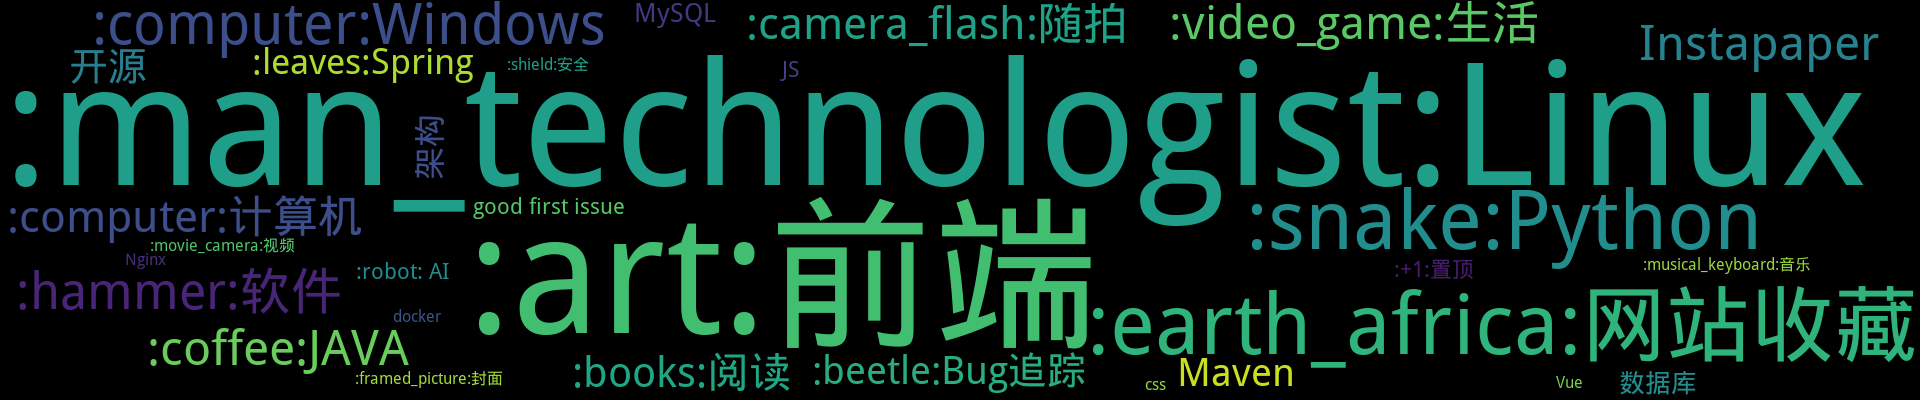 :computer:Windows
MySQL
:camera_flash:随拍
:video_game:生活
Instapaper
开源
:leaves:Spring
:shield:安全
JS
:man_technologist:Linux
架构
:computer:计算机
good first issue
:snake:Python
:movie_camera:视频
Nginx
:art:前端
:hammer:软件
:robot: AI
:+1:置顶
:musical_keyboard:音乐
docker
:earth_africa:网站收藏
:coffee:JAVA
:framed_picture:封面
:books:阅读
:beetle:Bug追踪
css
Maven
Vue
数据库